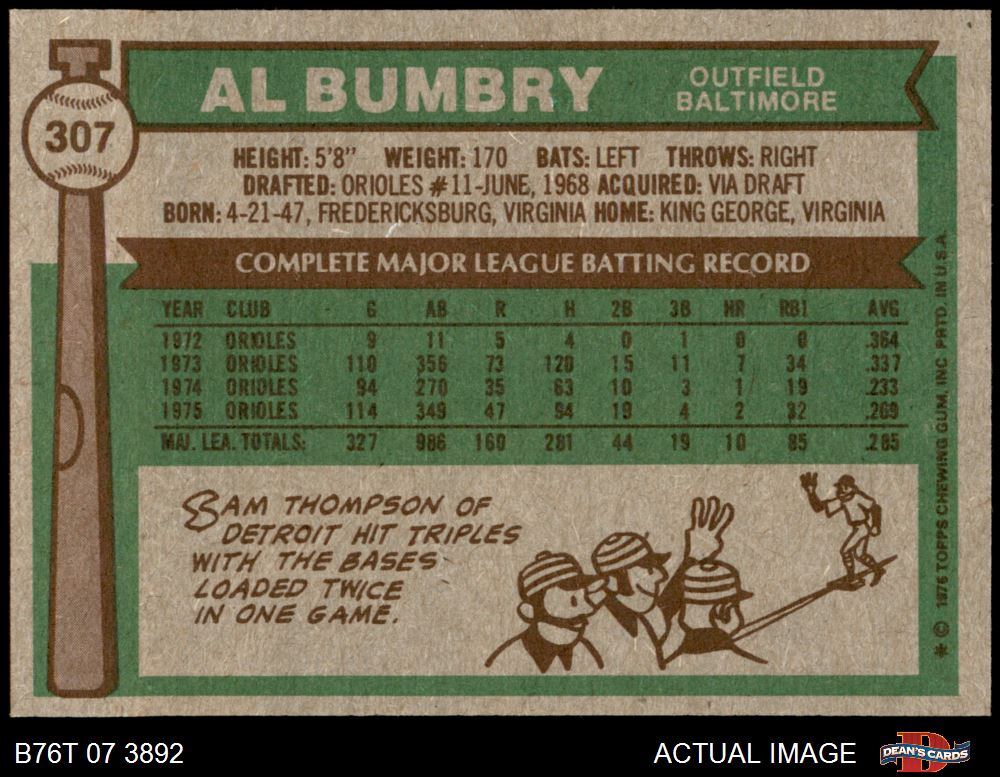 307
AL BUMBRY
OUTFIELD
BALTIMORE
HEIGHT: 5'8" WEIGHT: 170 BATS: LEFT THROWS: RIGHT
DRAFTED: ORIOLES #11-JUNE, 1968 ACQUIRED: VIA DRAFT
BORN: 4-21-47, FREDERICKSBURG, VIRGINIA HOME: KING GEORGE, VIRGINIA
COMPLETE MAJOR LEAGUE BATTING RECORD
YEAR CLUB G AB R H 2B 3B HR RBI AVG
1972 ORIOLES 9 11 5 4 0 1 0 0 .364
1973 ORIOLES 110 356 73 120 15 11 7 34 .337
1974 ORIOLES 94 270 35 63 10 3 1 19 .233
1975 ORIOLES 114 349 47 94 19 4 2 32 .269
MAJ. LEA. TOTALS: 327 986 160 281 44 19 10 85 .285
SAM THOMPSON OF
DETROIT HIT TRIPLES
WITH THE BASES
LOADED TWICE
IN ONE GAME.
* © 1976 TOPPS CHEWING GUM, INC. PRTD. IN U.S.A.
B76T 07 3892
ACTUAL IMAGE
D
DEAN'S CARDS